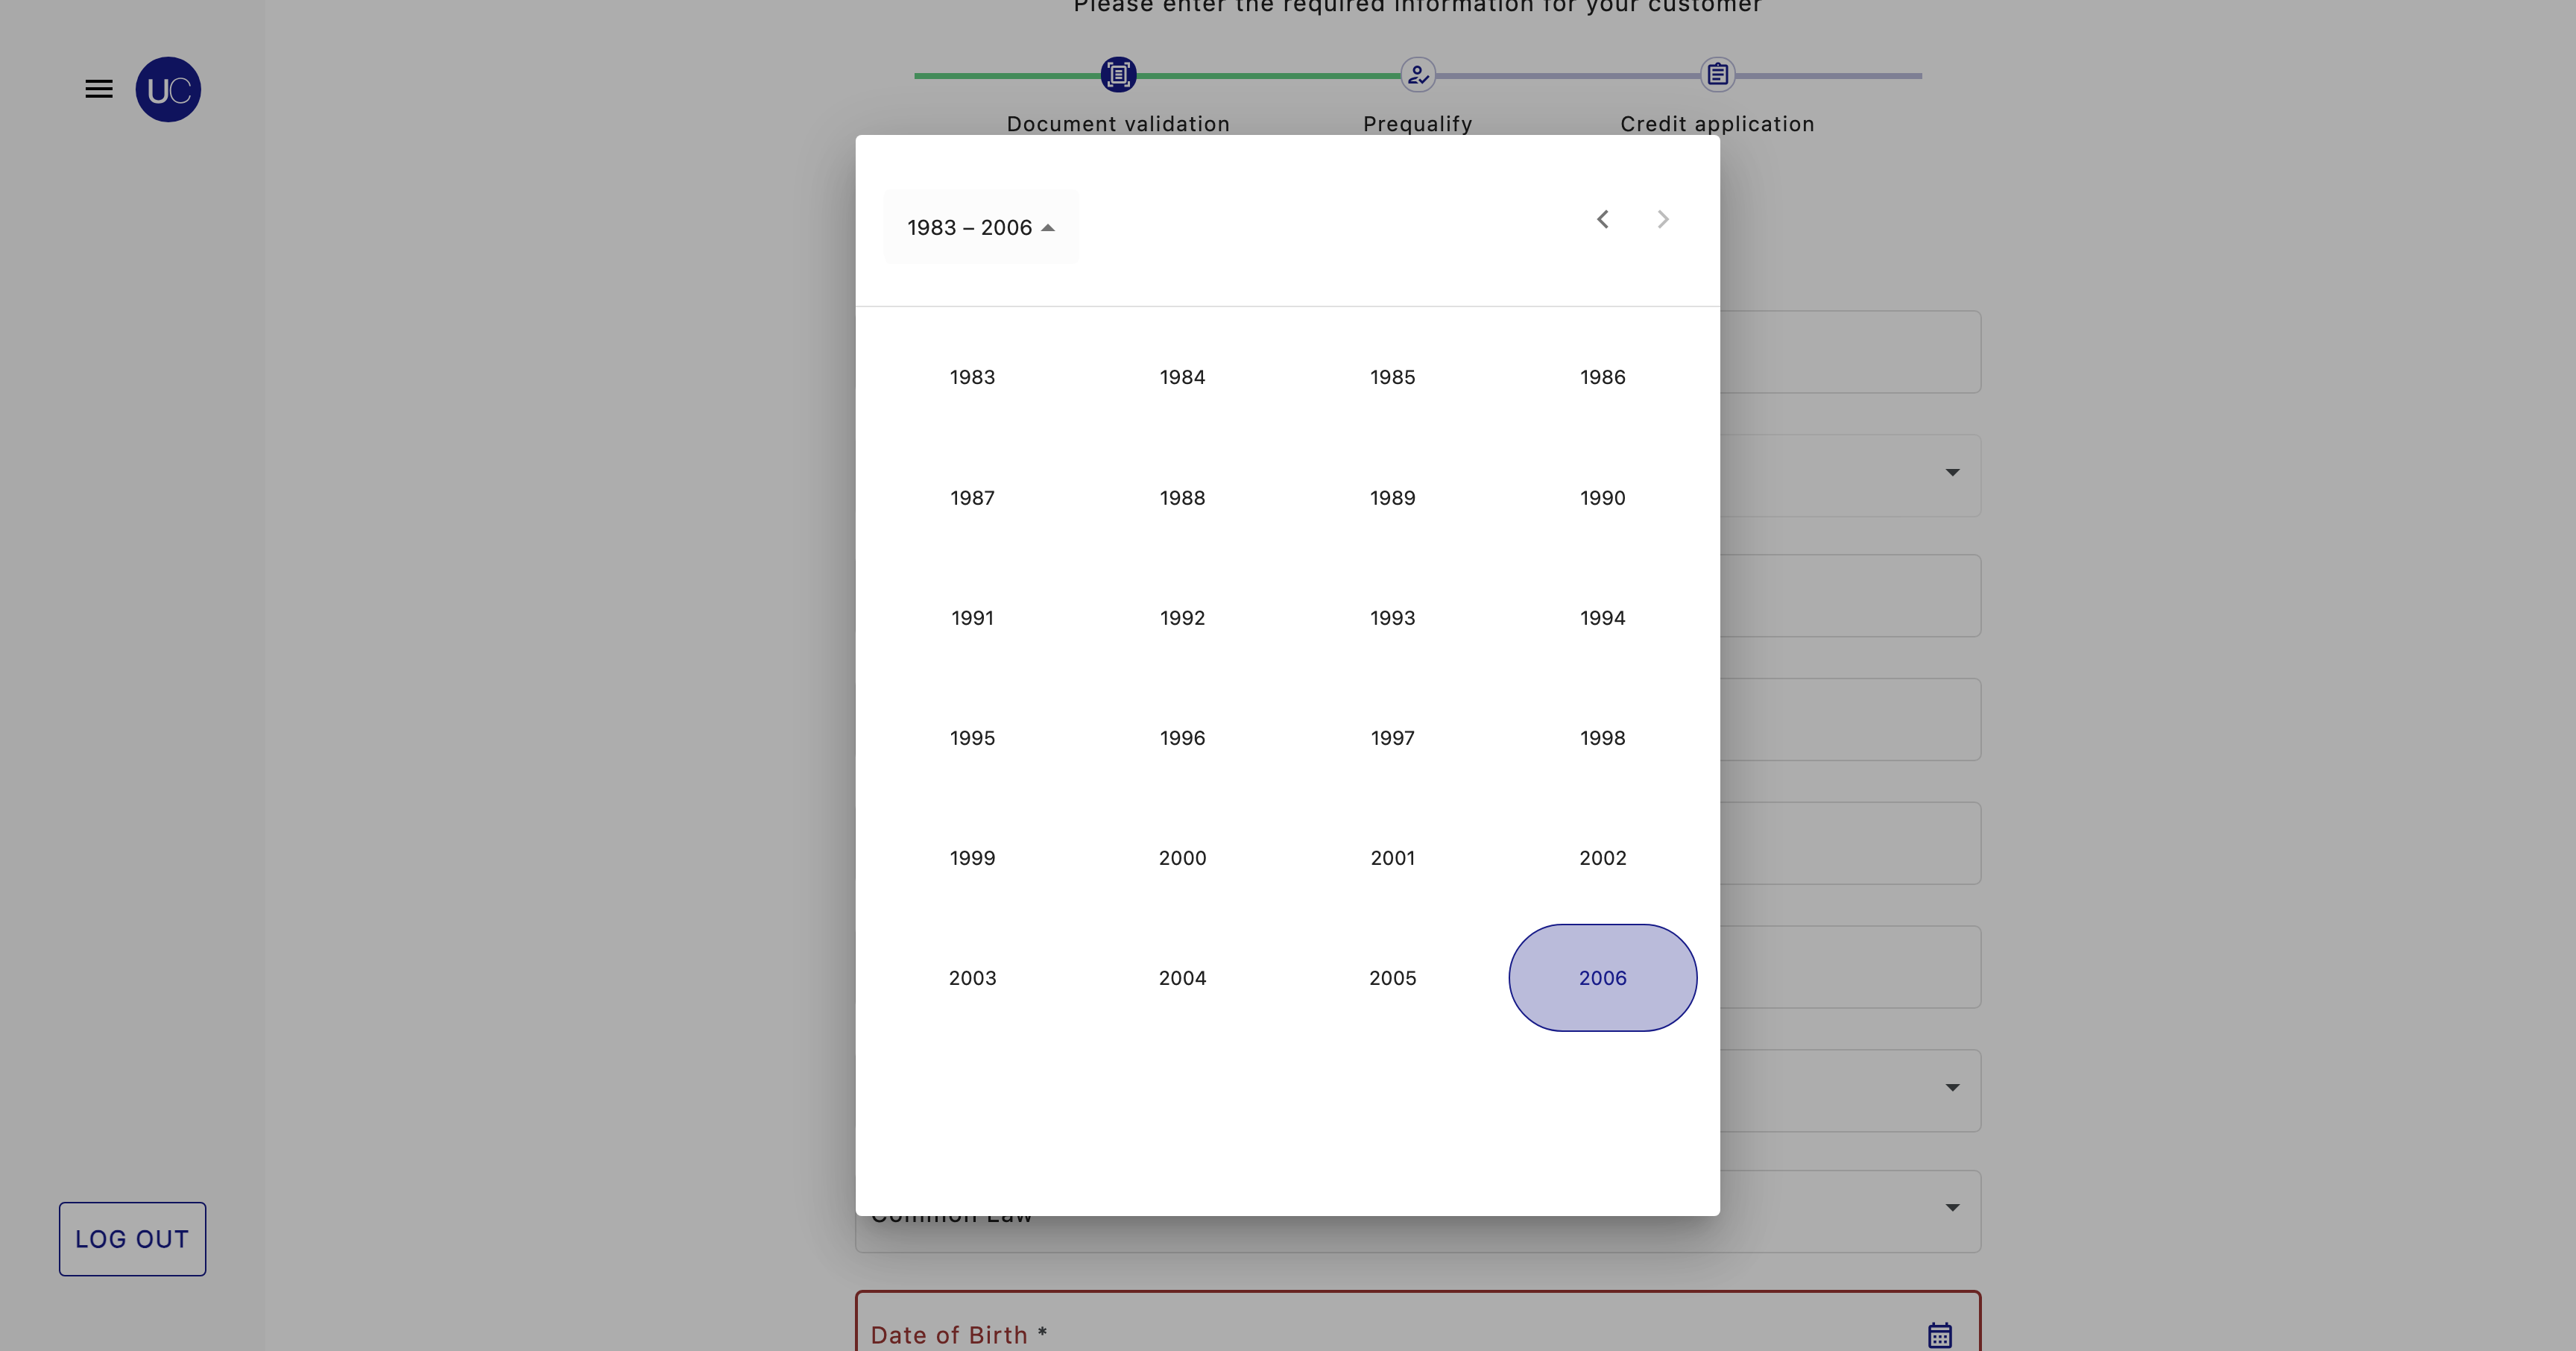 Please enter the required information for your customer
UC
Document validation
Prequalify
Credit application
1983 – 2006
1983 1984 1985 1986
1987 1988 1989 1990
1991 1992 1993 1994
1995 1996 1997 1998
1999 2000 2001 2002
2003 2004 2005 2006
Common Law
LOG OUT
Date of Birth *